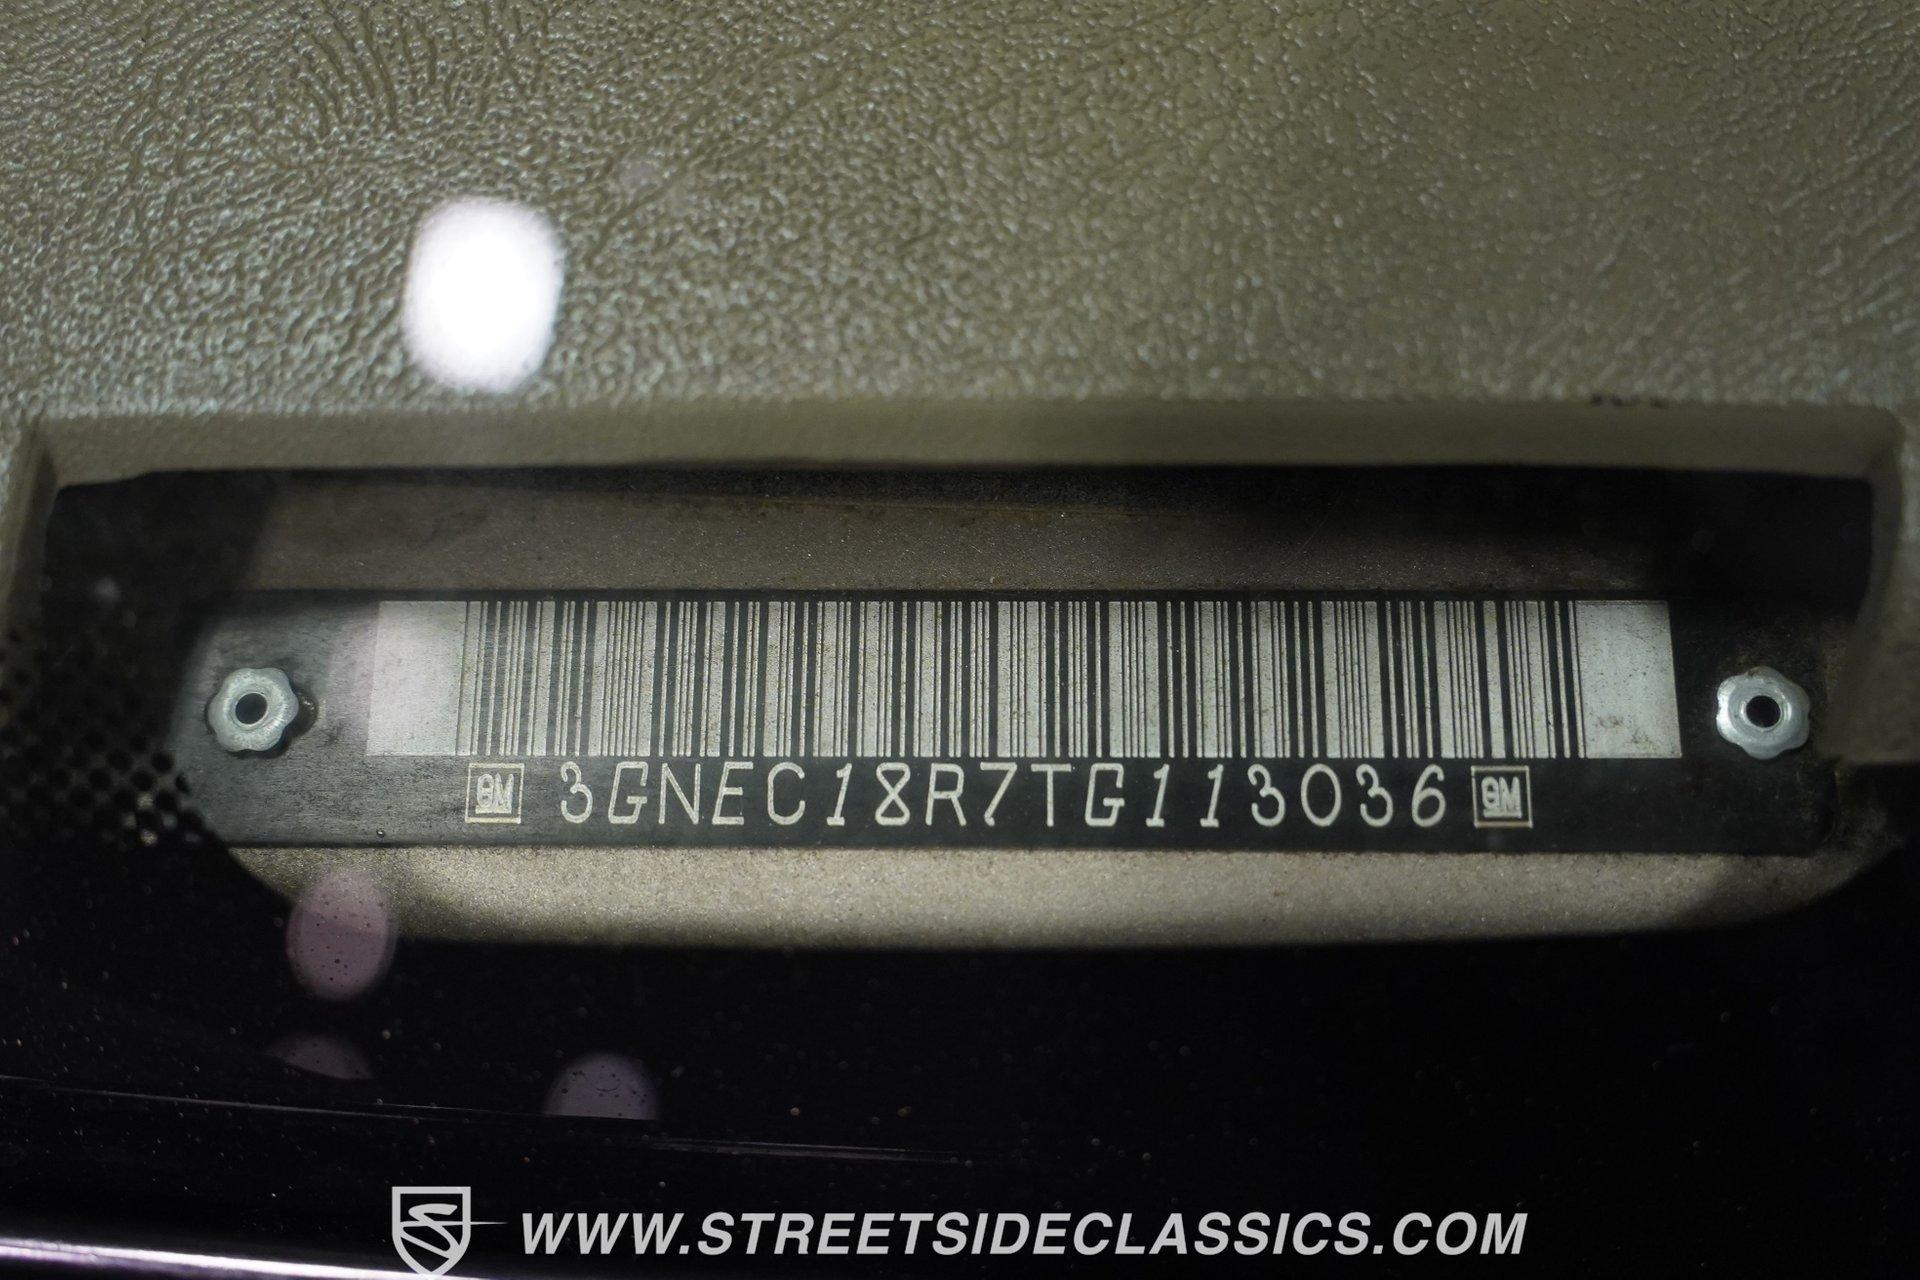 GM 3GNEC18R7TG113036 GM
WWW.STREETSIDECLASSICS.COM